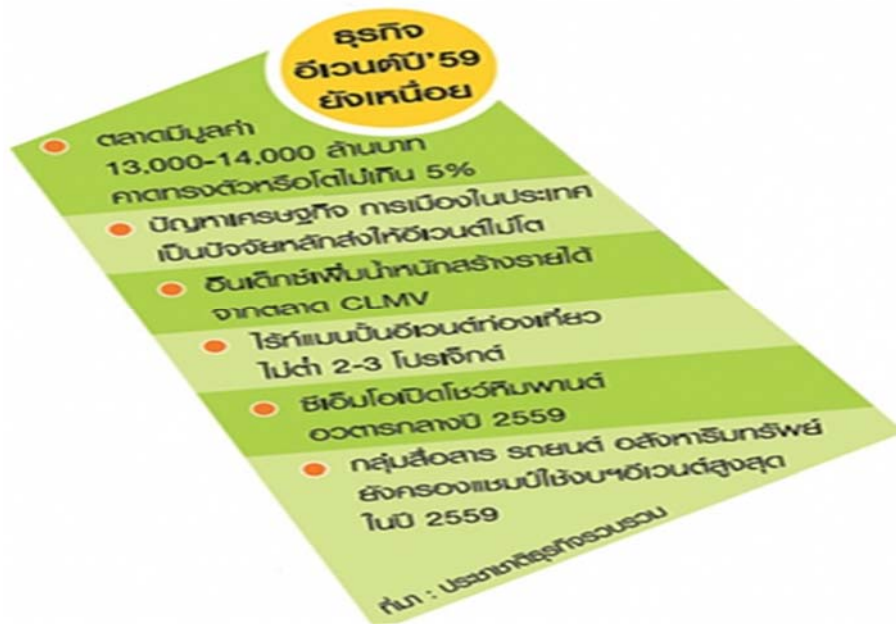 ธุรกิจ
อีเวนต์ปี'59
ยังเหนื่อย
ตลาดมีมูลค่า
13,000-14,000 ล้านบาท
คาดทรงตัวหรือโตไม่เกิน 5%
ปัญหาเศรษฐกิจ การเมืองในประเทศ
เป็นปัจจัยหลักส่งให้อีเวนต์ไม่โต
อินเด็กซ์เพิ่มน้ำหนักสร้างรายได้
จากตลาด CLMV
ไร้ท์แมนปั้นอีเวนต์ท่องเที่ยว
ไม่ต่ำ 2-3 โปรเจ็กต์
ซีเอ็มโอเปิดโชว์หิมพานต์
อวตารกลางปี 2559
กลุ่มสื่อสาร รถยนต์ อสังหาริมทรัพย์
ยังครองแชมป์ใช้งบฯอีเวนต์สูงสุด
ในปี 2559
ที่มา : ประชาชาติธุรกิจรวบรวม